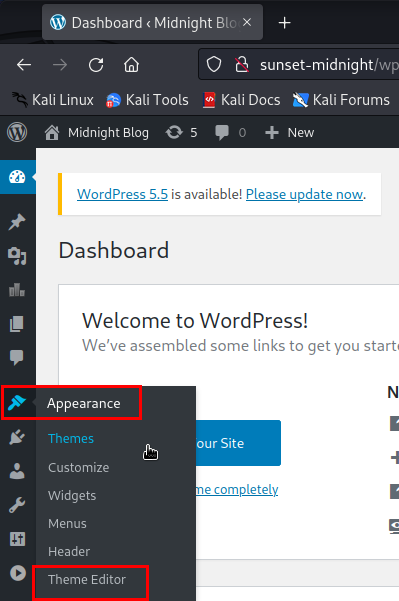 Dashboard ‹ Midnight Blo
sunset-midnight/wp
Kali Linux Kali Tools Kali Docs Kali Forums
Midnight Blog 5 0 New
WordPress 5.5 is available! Please update now.
Dashboard
Welcome to WordPress!
We've assembled some links to get you starte
Appearance
N
Themes
our Site
Customize
me completely
Widgets
Menus
Header
Theme Editor